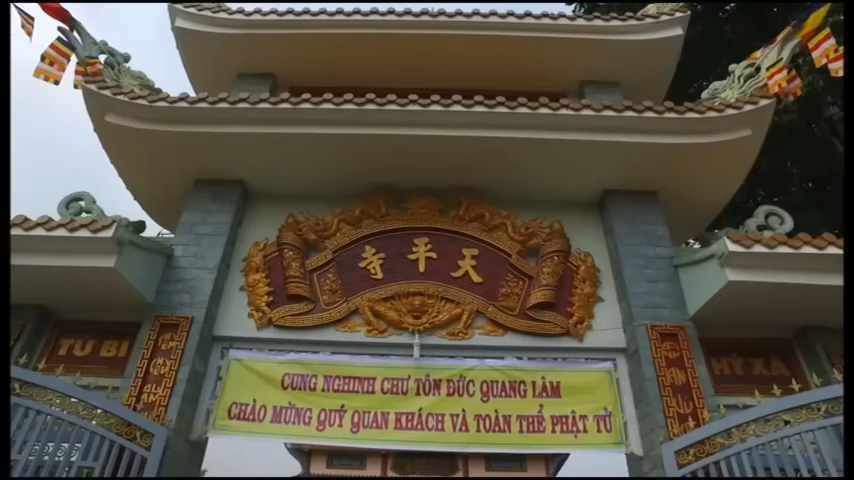 寺平天
TỪ BI
HỶ XẢ
CUNG NGHINH CHƯ TÔN ĐỨC QUANG LÂM
CHÀO MỪNG QUÝ QUAN KHÁCH VÀ TOÀN THỂ PHẬT TỬ